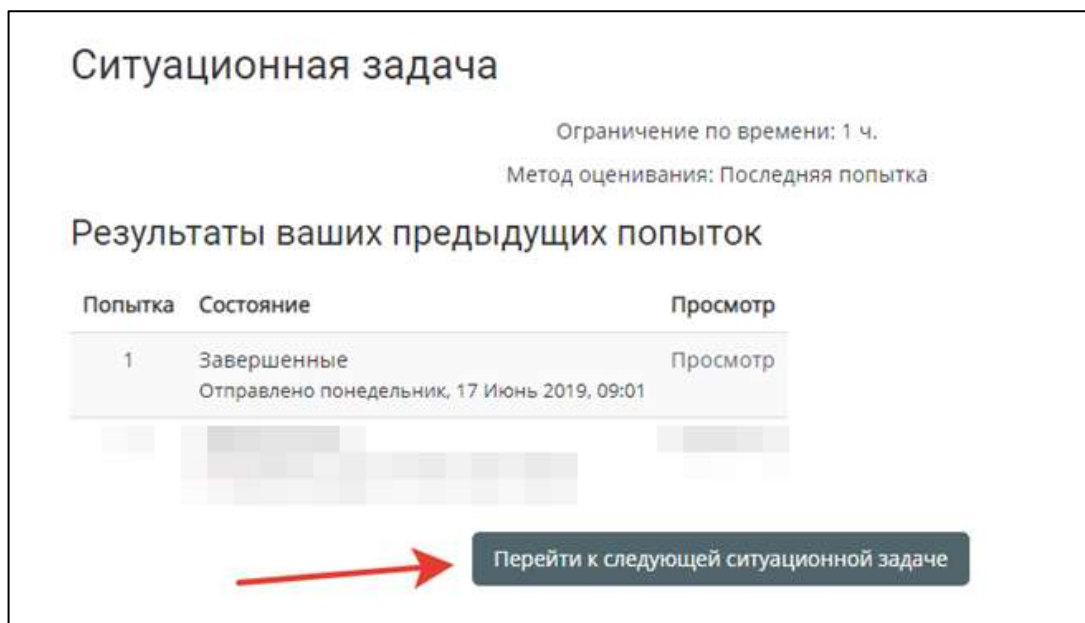 Ситуационная задача
Ограничение по времени: 1 ч.
Метод оценивания: Последняя попытка
Результаты ваших предыдущих попыток
Попытка Состояние Просмотр
1 Завершенные Просмотр
Отправлено понедельник, 17 Июнь 2019, 09:01
Перейти к следующей ситуационной задаче